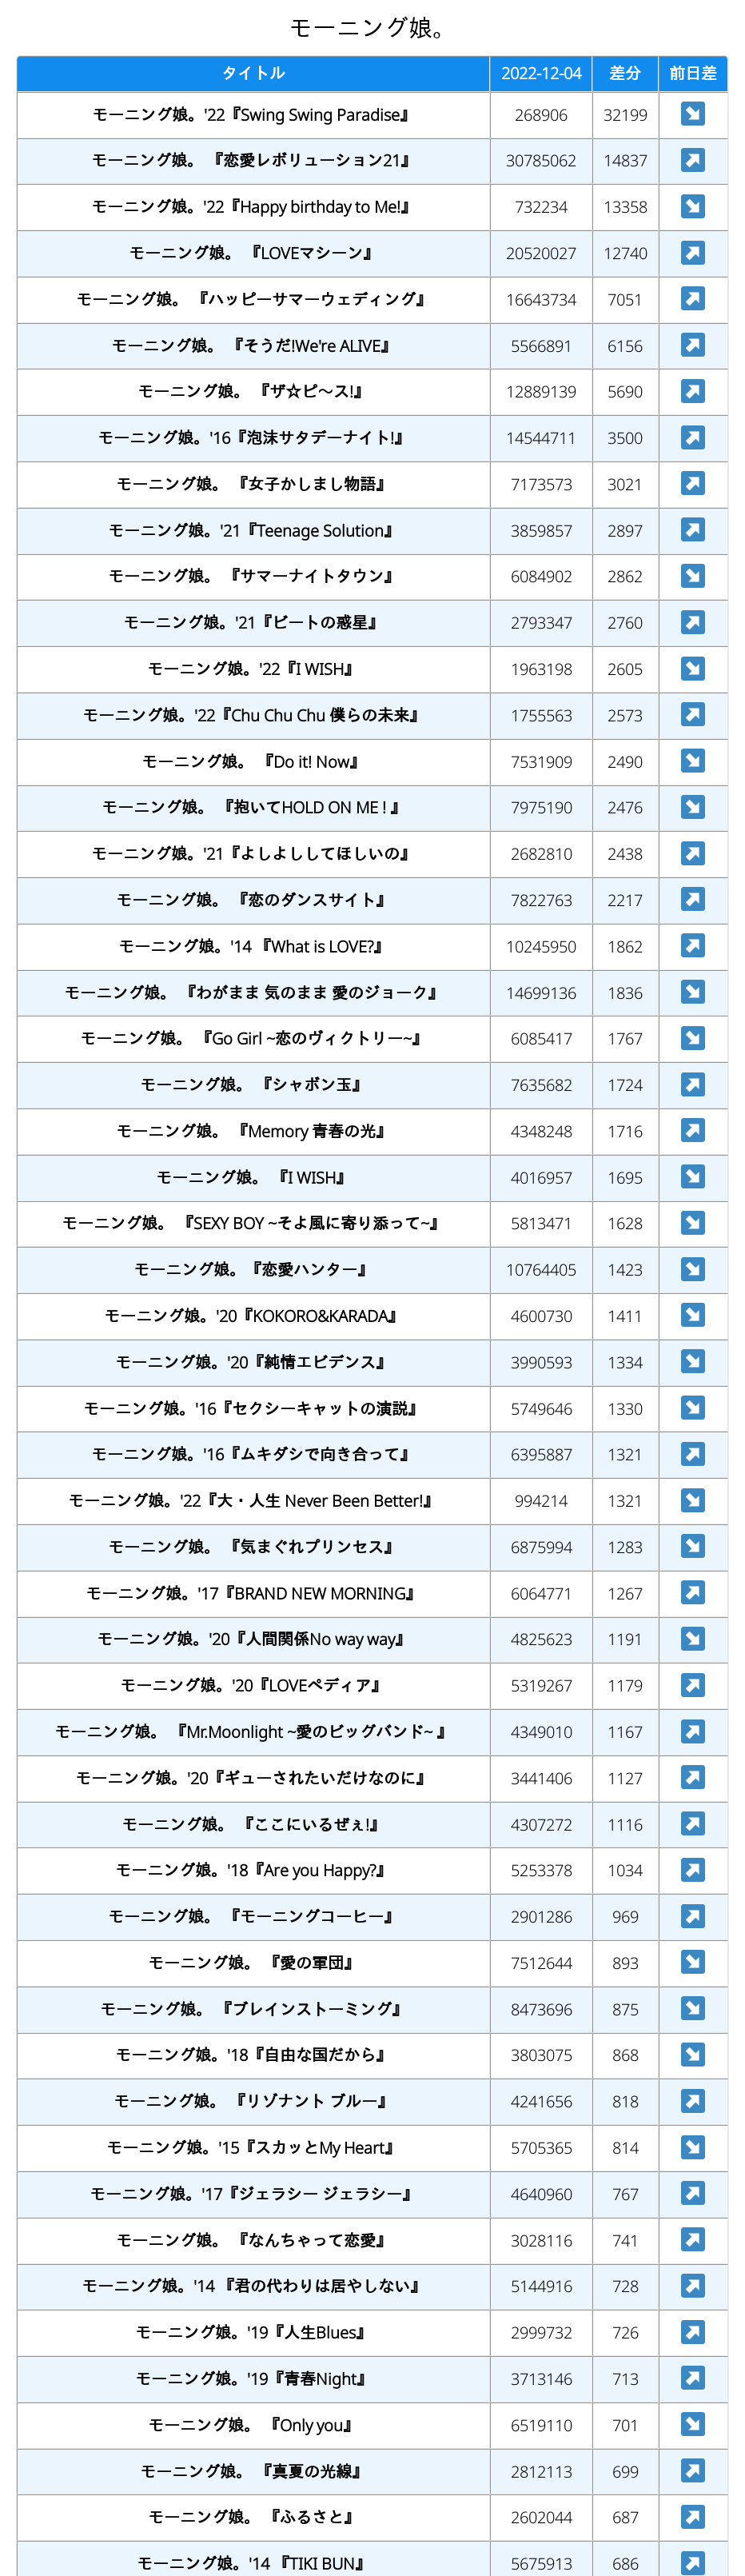 モーニング娘。
タイトル 2022-12-04 差分 前日差
モーニング娘。'22『Swing Swing Paradise』 268906 32199 ↘
モーニング娘。 『恋愛レボリューション21』 30785062 14837 ↗
モーニング娘。'22『Happy birthday to Me!』 732234 13358 ↘
モーニング娘。 『LOVEマシーン』 20520027 12740 ↗
モーニング娘。 『ハッピーサマーウェディング』 16643734 7051 ↗
モーニング娘。 『そうだ!We're ALIVE』 5566891 6156 ↗
モーニング娘。 『ザ☆ピ〜ス!』 12889139 5690 ↗
モーニング娘。'16『泡沫サタデーナイト!』 14544711 3500 ↗
モーニング娘。 『女子かしまし物語』 7173573 3021 ↗
モーニング娘。'21『Teenage Solution』 3859857 2897 ↗
モーニング娘。 『サマーナイトタウン』 6084902 2862 ↘
モーニング娘。'21『ビートの惑星』 2793347 2760 ↗
モーニング娘。'22『I WISH』 1963198 2605 ↘
モーニング娘。'22『Chu Chu Chu 僕らの未来』 1755563 2573 ↗
モーニング娘。 『Do it! Now』 7531909 2490 ↘
モーニング娘。 『抱いてHOLD ON ME ! 』 7975190 2476 ↘
モーニング娘。'21『よしよししてほしいの』 2682810 2438 ↗
モーニング娘。 『恋のダンスサイト』 7822763 2217 ↗
モーニング娘。'14 『What is LOVE?』 10245950 1862 ↗
モーニング娘。 『わがまま 気のまま 愛のジョーク』 14699136 1836 ↘
モーニング娘。 『Go Girl ~恋のヴィクトリー~』 6085417 1767 ↘
モーニング娘。 『シャボン玉』 7635682 1724 ↗
モーニング娘。 『Memory 青春の光』 4348248 1716 ↗
モーニング娘。 『I WISH』 4016957 1695 ↘
モーニング娘。 『SEXY BOY ~そよ風に寄り添って~』 5813471 1628 ↘
モーニング娘。『恋愛ハンター』 10764405 1423 ↘
モーニング娘。'20『KOKORO&KARADA』 4600730 1411 ↘
モーニング娘。'20『純情エビデンス』 3990593 1334 ↘
モーニング娘。'16『セクシーキャットの演説』 5749646 1330 ↘
モーニング娘。'16『ムキダシで向き合って』 6395887 1321 ↗
モーニング娘。'22『大・人生 Never Been Better!』 994214 1321 ↘
モーニング娘。 『気まぐれプリンセス』 6875994 1283 ↘
モーニング娘。'17『BRAND NEW MORNING』 6064771 1267 ↗
モーニング娘。'20『人間関係No way way』 4825623 1191 ↘
モーニング娘。'20『LOVEペディア』 5319267 1179 ↗
モーニング娘。 『Mr.Moonlight ~愛のビッグバンド~ 』 4349010 1167 ↗
モーニング娘。'20『ギューされたいだけなのに』 3441406 1127 ↗
モーニング娘。 『ここにいるぜぇ!』 4307272 1116 ↗
モーニング娘。'18『Are you Happy?』 5253378 1034 ↗
モーニング娘。 『モーニングコーヒー』 2901286 969 ↗
モーニング娘。 『愛の軍団』 7512644 893 ↘
モーニング娘。 『ブレインストーミング』 8473696 875 ↘
モーニング娘。'18『自由な国だから』 3803075 868 ↘
モーニング娘。 『リゾナント ブルー』 4241656 818 ↗
モーニング娘。'15『スカッとMy Heart』 5705365 814 ↘
モーニング娘。'17『ジェラシー ジェラシー』 4640960 767 ↗
モーニング娘。 『なんちゃって恋愛』 3028116 741 ↗
モーニング娘。'14 『君の代わりは居やしない』 5144916 728 ↗
モーニング娘。'19『人生Blues』 2999732 726 ↗
モーニング娘。'19『青春Night』 3713146 713 ↗
モーニング娘。 『Only you』 6519110 701 ↘
モーニング娘。 『真夏の光線』 2812113 699 ↗
モーニング娘。 『ふるさと』 2602044 687 ↗
モーニング娘。'14 『TIKI BUN』 5675913 686 ↗